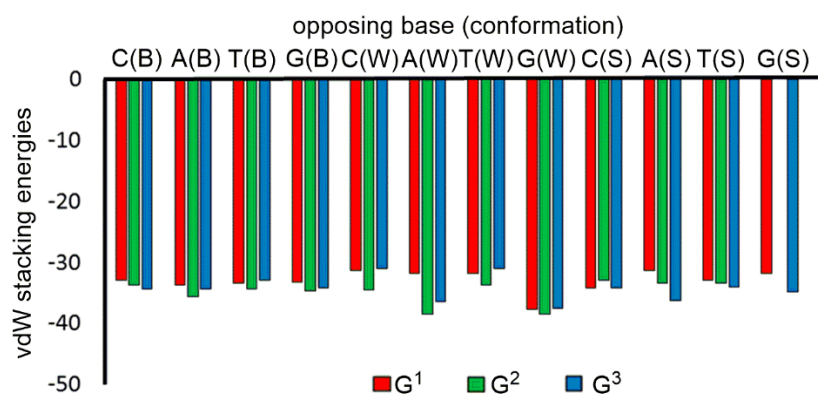 opposing base (conformation)
C(B) A(B) T(B) G(B) C(W) A(W) T(W) G(W) C(S) A(S) T(S) G(S)
0
-10
-20
-30
-40
-50
vdW stacking energies
G¹ G² G³